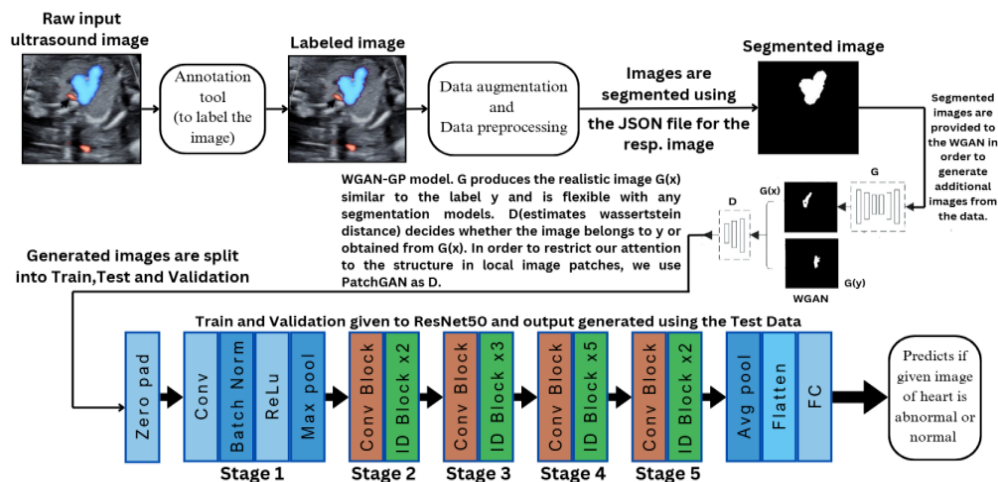 Raw input
ultrasound image
Annotation
tool
(to label the
image)
Labeled image
Data augmentation
and
Data preprocessing
Images are
segmented using
the JSON file for the
resp. image
Segmented image
Segmented
images are
provided to
the WGAN in
order to
generate
additional
images from
the data.
G
G(x)
G(y)
WGAN
D
WGAN-GP model. G produces the realistic image G(x)
similar to the label y and is flexible with any
segmentation models. D(estimates wassertstein
distance) decides whether the image belongs to y or
obtained from G(x). In order to restrict our attention
to the structure in local image patches, we use
PatchGAN as D.
Generated images are split
into Train,Test and Validation
Train and Validation given to ResNet50 and output generated using the Test Data
Zero pad
Conv
Batch Norm
ReLu
Max pool
Stage 1
Conv Block
ID Block x2
Stage 2
Conv Block
ID Block x3
Stage 3
Conv Block
ID Block x5
Stage 4
Conv Block
ID Block x2
Stage 5
Avg pool
Flatten
FC
Predicts if
given image
of heart is
abnormal or
normal